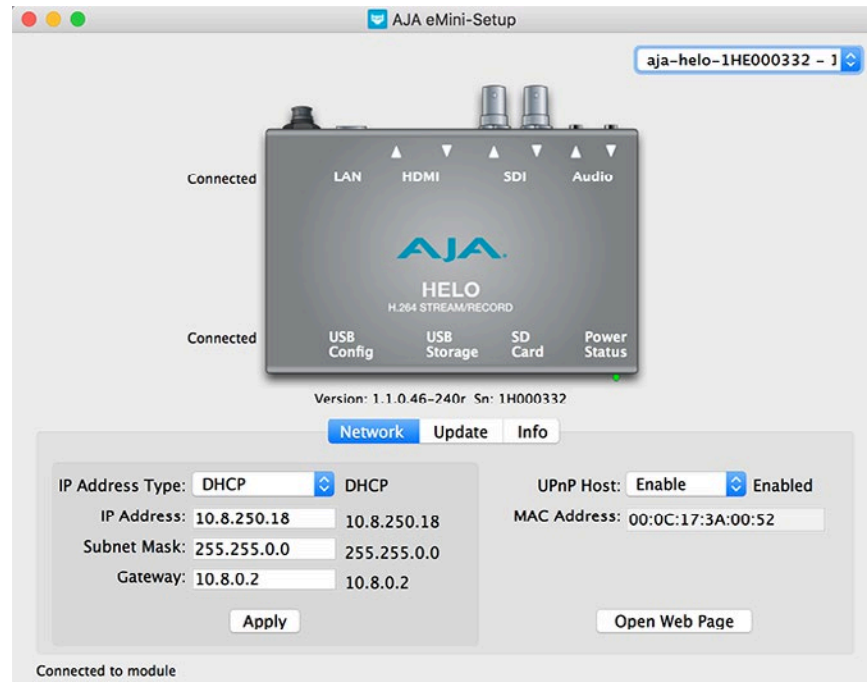 AJA eMini-Setup
aja-helo-1HE000332 - 1
Connected
LAN HDMI SDI Audio
AJA.
HELO
H.264 STREAM/RECORD
Connected
USB Config
USB Storage
SD Card
Power Status
Version: 1.1.0.46-240r Sn: 1H000332
Network Update Info
IP Address Type: DHCP DHCP
IP Address: 10.8.250.18 10.8.250.18
Subnet Mask: 255.255.0.0 255.255.0.0
Gateway: 10.8.0.2 10.8.0.2
Apply
UPnP Host: Enable Enabled
MAC Address: 00:0C:17:3A:00:52
Open Web Page
Connected to module